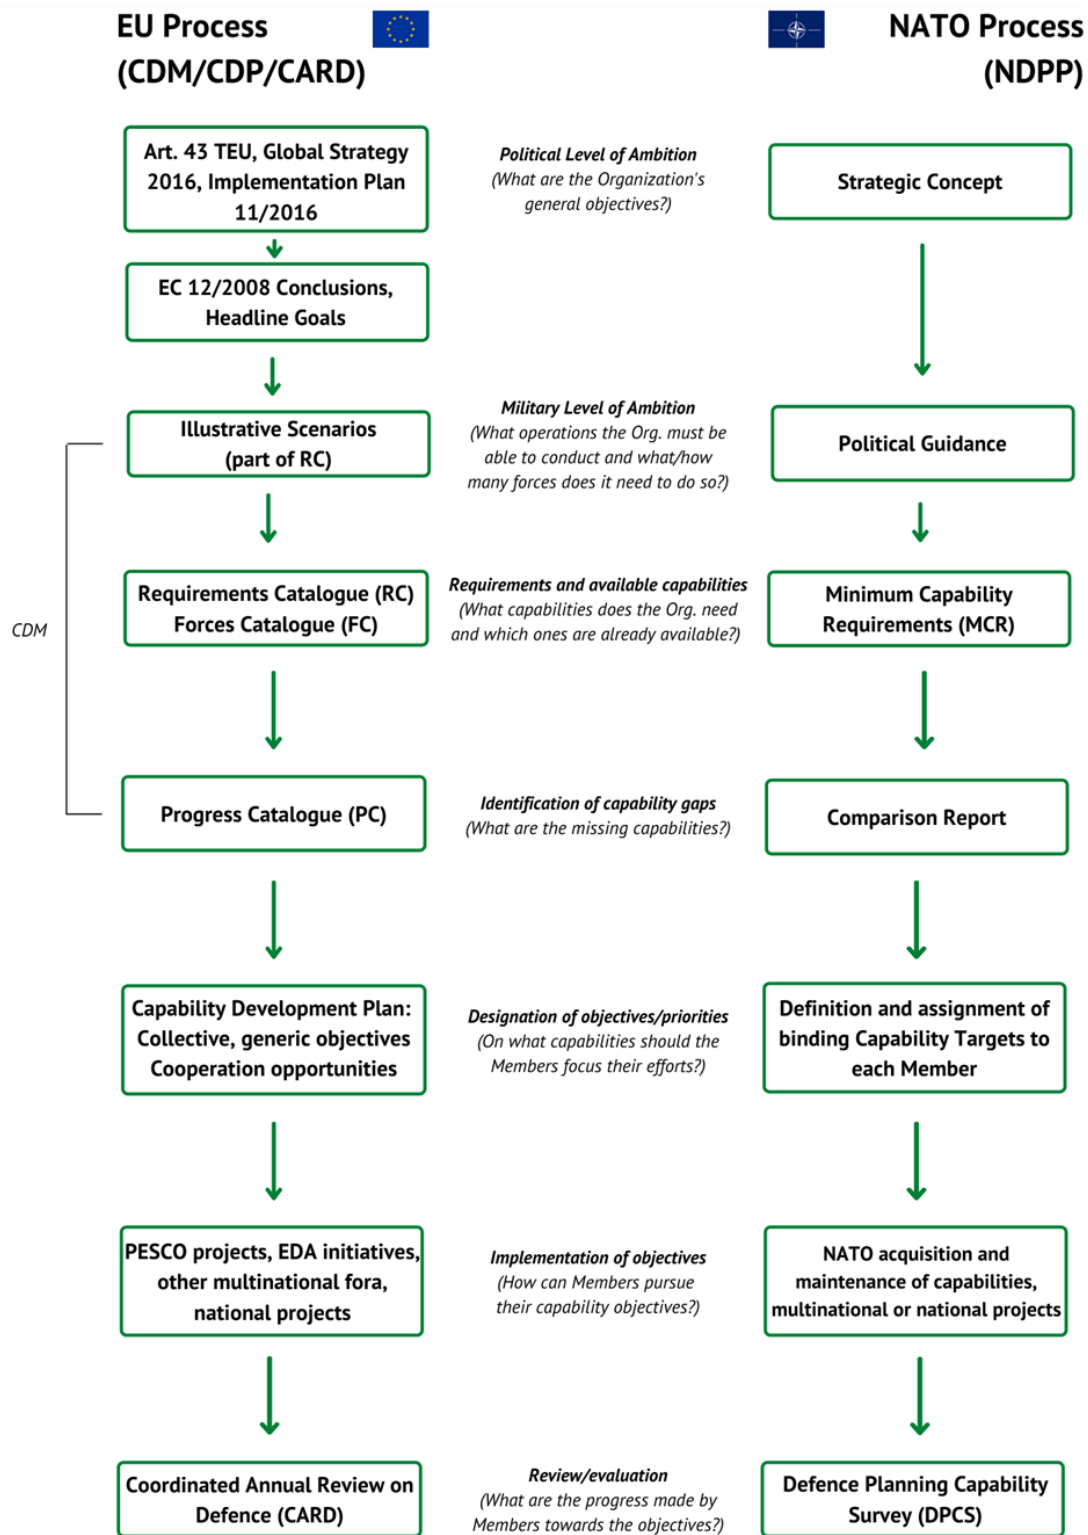 EU Process
(CDM/CDP/CARD)
NATO Process
(NDPP)
Art. 43 TEU, Global Strategy
2016, Implementation Plan
11/2016
Political Level of Ambition
(What are the Organization's
general objectives?)
Strategic Concept
EC 12/2008 Conclusions,
Headline Goals
Illustrative Scenarios
(part of RC)
Military Level of Ambition
(What operations the Org. must be
able to conduct and what/how
many forces does it need to do so?)
Political Guidance
CDM
Requirements Catalogue (RC)
Forces Catalogue (FC)
Requirements and available capabilities
(What capabilities does the Org. need
and which ones are already available?)
Minimum Capability
Requirements (MCR)
Progress Catalogue (PC)
Identification of capability gaps
(What are the missing capabilities?)
Comparison Report
Capability Development Plan:
Collective, generic objectives
Cooperation opportunities
Designation of objectives/priorities
(On what capabilities should the
Members focus their efforts?)
Definition and assignment of
binding Capability Targets to
each Member
PESCO projects, EDA initiatives,
other multinational fora,
national projects
Implementation of objectives
(How can Members pursue
their capability objectives?)
NATO acquisition and
maintenance of capabilities,
multinational or national projects
Coordinated Annual Review on
Defence (CARD)
Review/evaluation
(What are the progress made by
Members towards the objectives?)
Defence Planning Capability
Survey (DPCS)